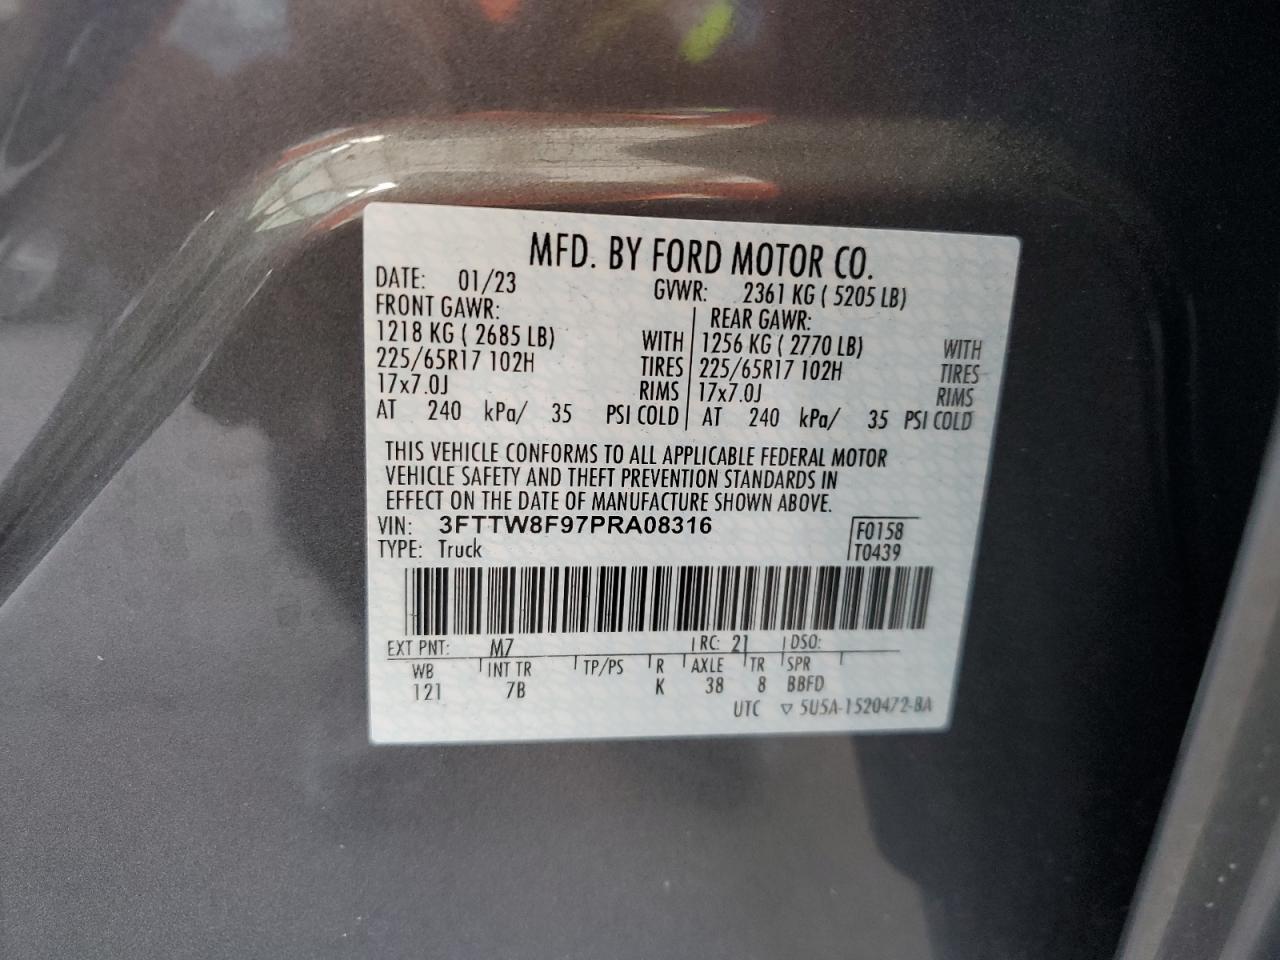 MFD. BY FORD MOTOR CO.
DATE: 01/23 GVWR: 2361 KG ( 5205 LB)
FRONT GAWR: REAR GAWR:
1218 KG ( 2685 LB) WITH 1256 KG ( 2770 LB) WITH
225/65R17 102H TIRES 225/65R17 102H TIRES
17x7.0J RIMS 17x7.0J RIMS
AT 240 kPa/ 35 PSI COLD AT 240 kPa/ 35 PSI COLD
THIS VEHICLE CONFORMS TO ALL APPLICABLE FEDERAL MOTOR
VEHICLE SAFETY AND THEFT PREVENTION STANDARDS IN
EFFECT ON THE DATE OF MANUFACTURE SHOWN ABOVE.
VIN: 3FTTW8F97PRA08316 F0158
TYPE: Truck T0439
EXT PNT: M7 RC: 21 DSO:
WB INT TR TP/PS R AXLE TR SPR
121 7B K 38 8 BBFD
UTC ▽ 5U5A-1520472-BA